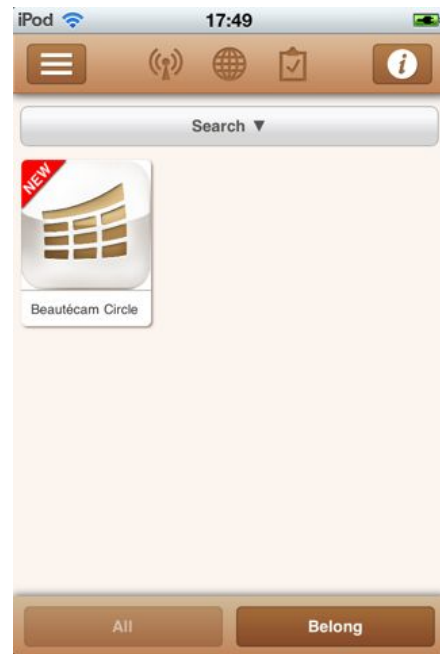 iPod 17:49
i
Search ▼
NEW
Beautécam Circle
All Belong